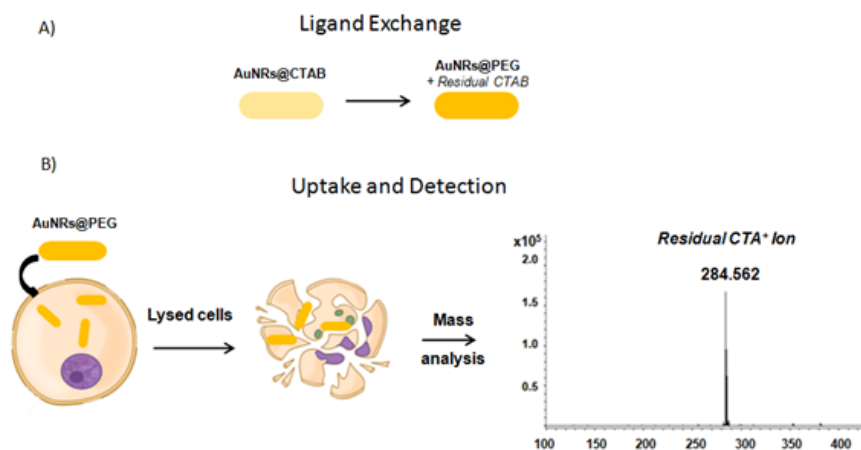 A)
Ligand Exchange
AuNRs@CTAB
AuNRs@PEG
+ Residual CTAB
B)
Uptake and Detection
AuNRs@PEG
Lysed cells
Mass
analysis
x10⁵
Residual CTA⁺ Ion
2.0
284.562
1.5
1.0
0.5
100 150 200 250 300 350 400